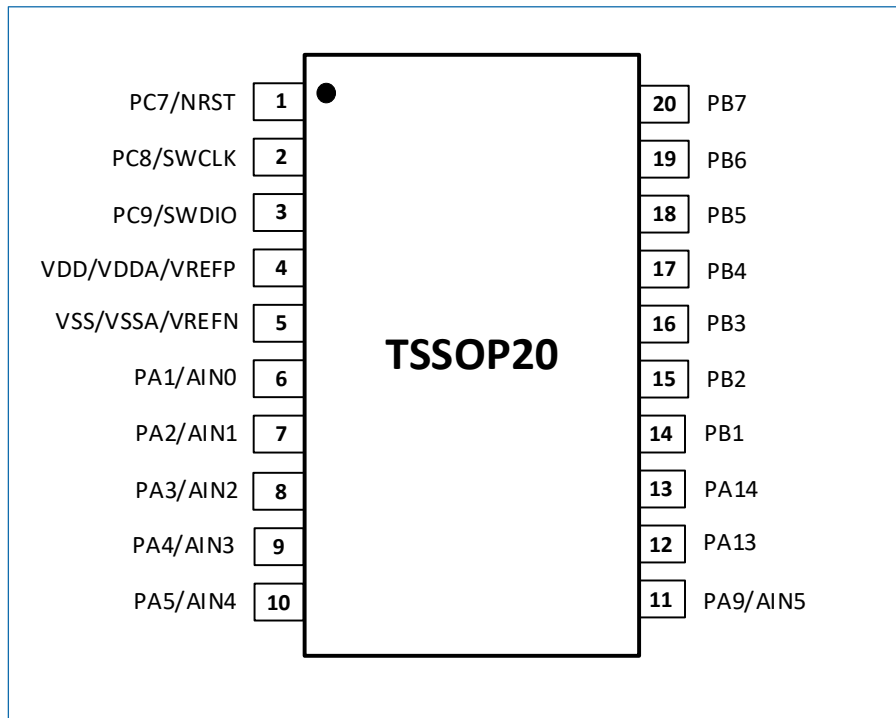 PC7/NRST 1 20 PB7
PC8/SWCLK 2 19 PB6
PC9/SWDIO 3 18 PB5
VDD/VDDA/VREFP 4 17 PB4
VSS/VSSA/VREFN 5 16 PB3
TSSOP20
PA1/AIN0 6 15 PB2
PA2/AIN1 7 14 PB1
PA3/AIN2 8 13 PA14
PA4/AIN3 9 12 PA13
PA5/AIN4 10 11 PA9/AIN5